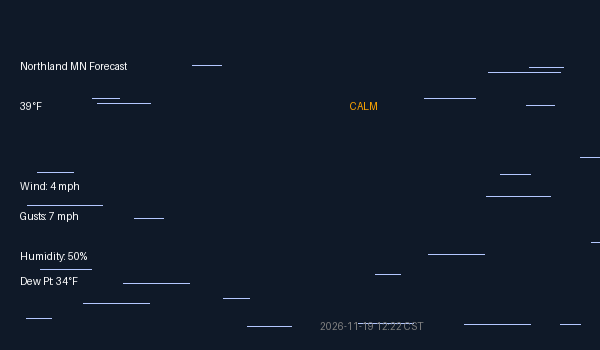 Northland MN Forecast
39°F
CALM
Wind: 4 mph
Gusts: 7 mph
Humidity: 50%
Dew Pt: 34°F
2026-11-19 12:22 CST